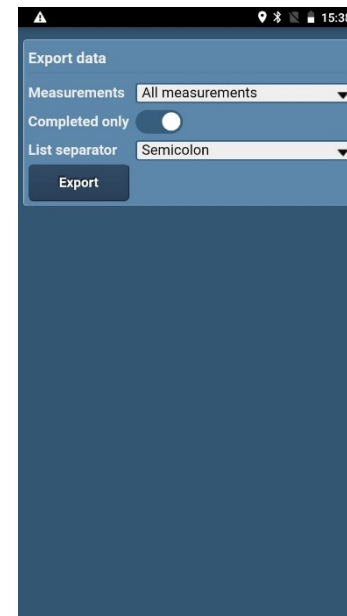 15:38
Export data
Measurements All measurements
Completed only
List separator Semicolon
Export